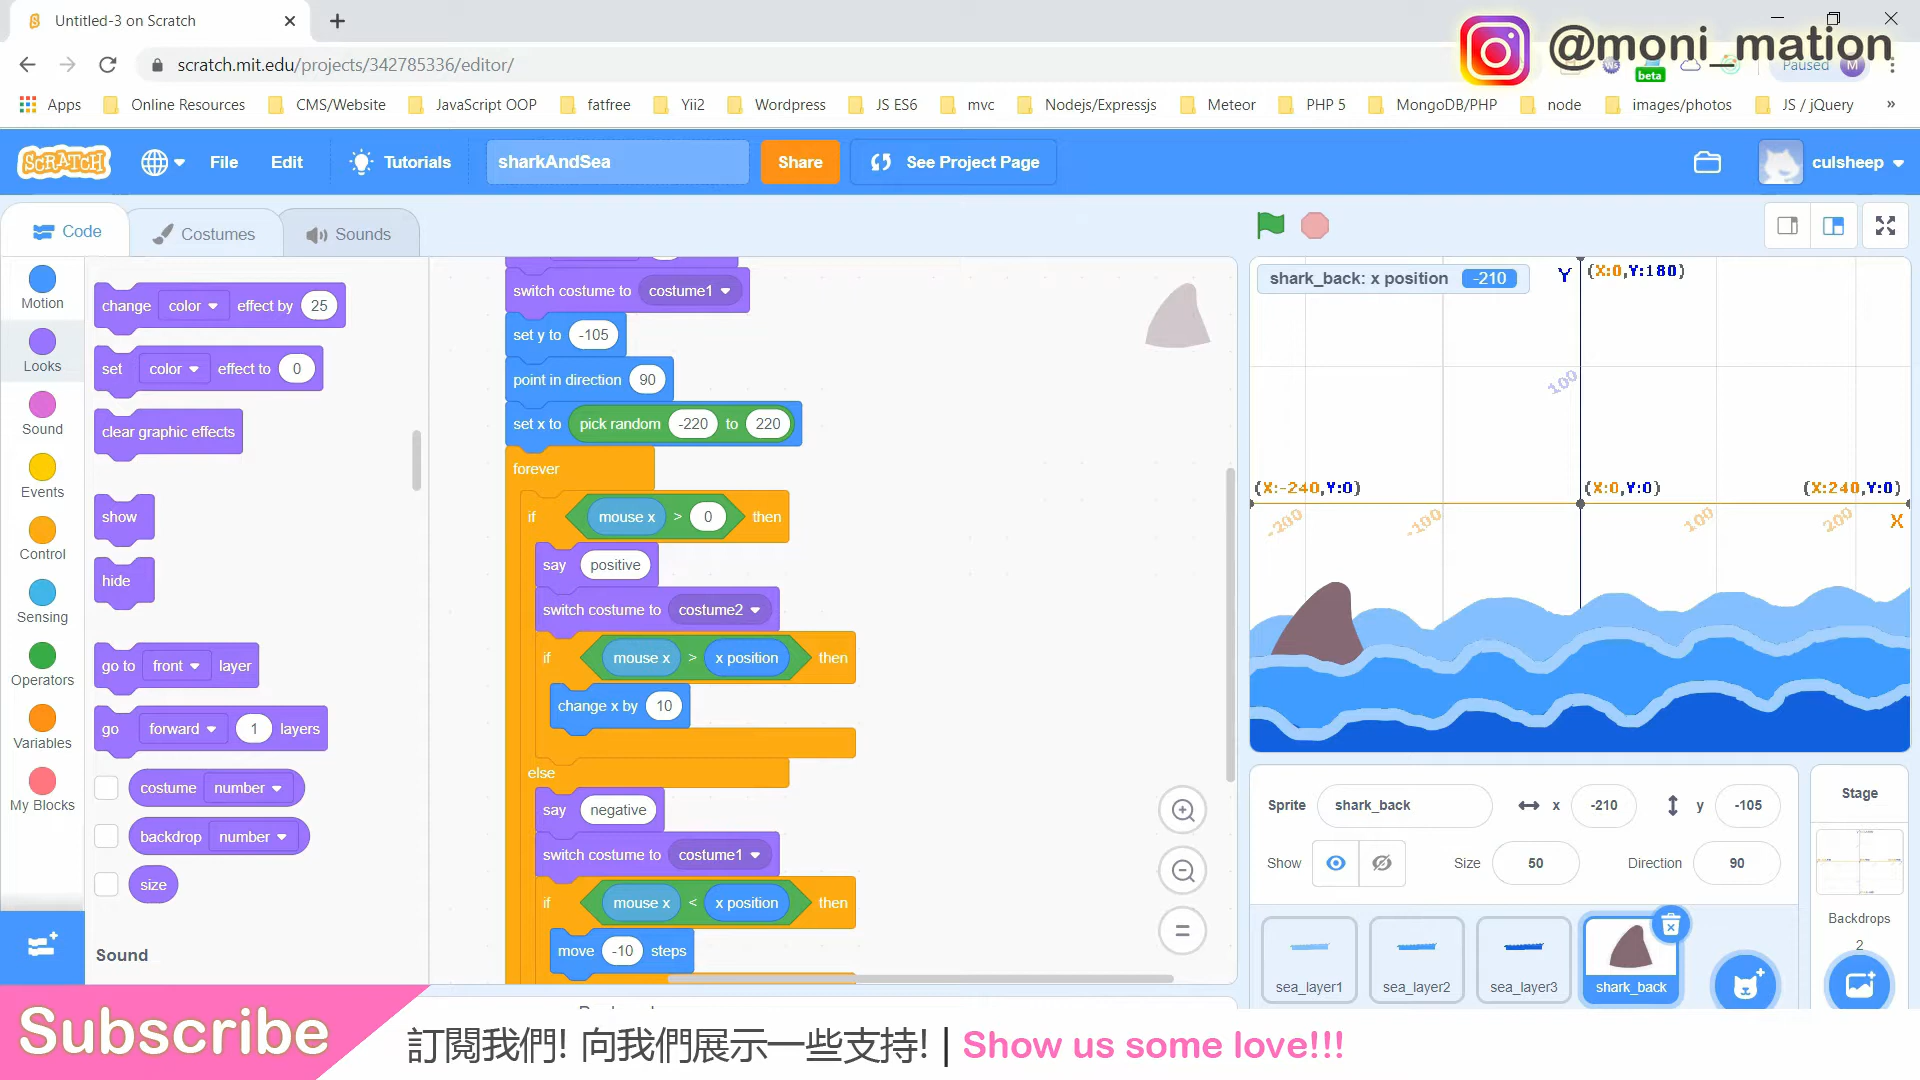 Untitled-3 on Scratch
@moni_mation
scratch.mit.edu/projects/342785336/editor/
beta
Paused
M
Apps Online Resources CMS/Website JavaScript OOP fatfree Yii2 Wordpress JS ES6 mvc Nodejs/Expressjs Meteor PHP 5 MongoDB/PHP node images/photos JS / jQuery »
SCRATCH File Edit Tutorials sharkAndSea Share See Project Page culsheep
Code Costumes Sounds
Motion
Looks
Sound
Events
Control
Sensing
Operators
Variables
My Blocks
change color effect by 25
set color effect to 0
clear graphic effects
show
hide
go to front layer
go forward 1 layers
costume number
backdrop number
size
Sound
switch costume to costume1
set y to -105
point in direction 90
set x to pick random -220 to 220
forever
if mouse x > 0 then
say positive
switch costume to costume2
if mouse x > x position then
change x by 10
else
say negative
switch costume to costume1
if mouse x < x position then
move -10 steps
shark_back: x position -210
Y (X:0,Y:180)
100
(X:-240,Y:0) (X:0,Y:0) (X:240,Y:0)
-200 -100 100 200 X
Sprite shark_back x -210 y -105
Show Size 50 Direction 90
sea_layer1 sea_layer2 sea_layer3 shark_back
Stage
Backdrops
2
Subscribe
訂閱我們! 向我們展示一些支持! | Show us some love!!!